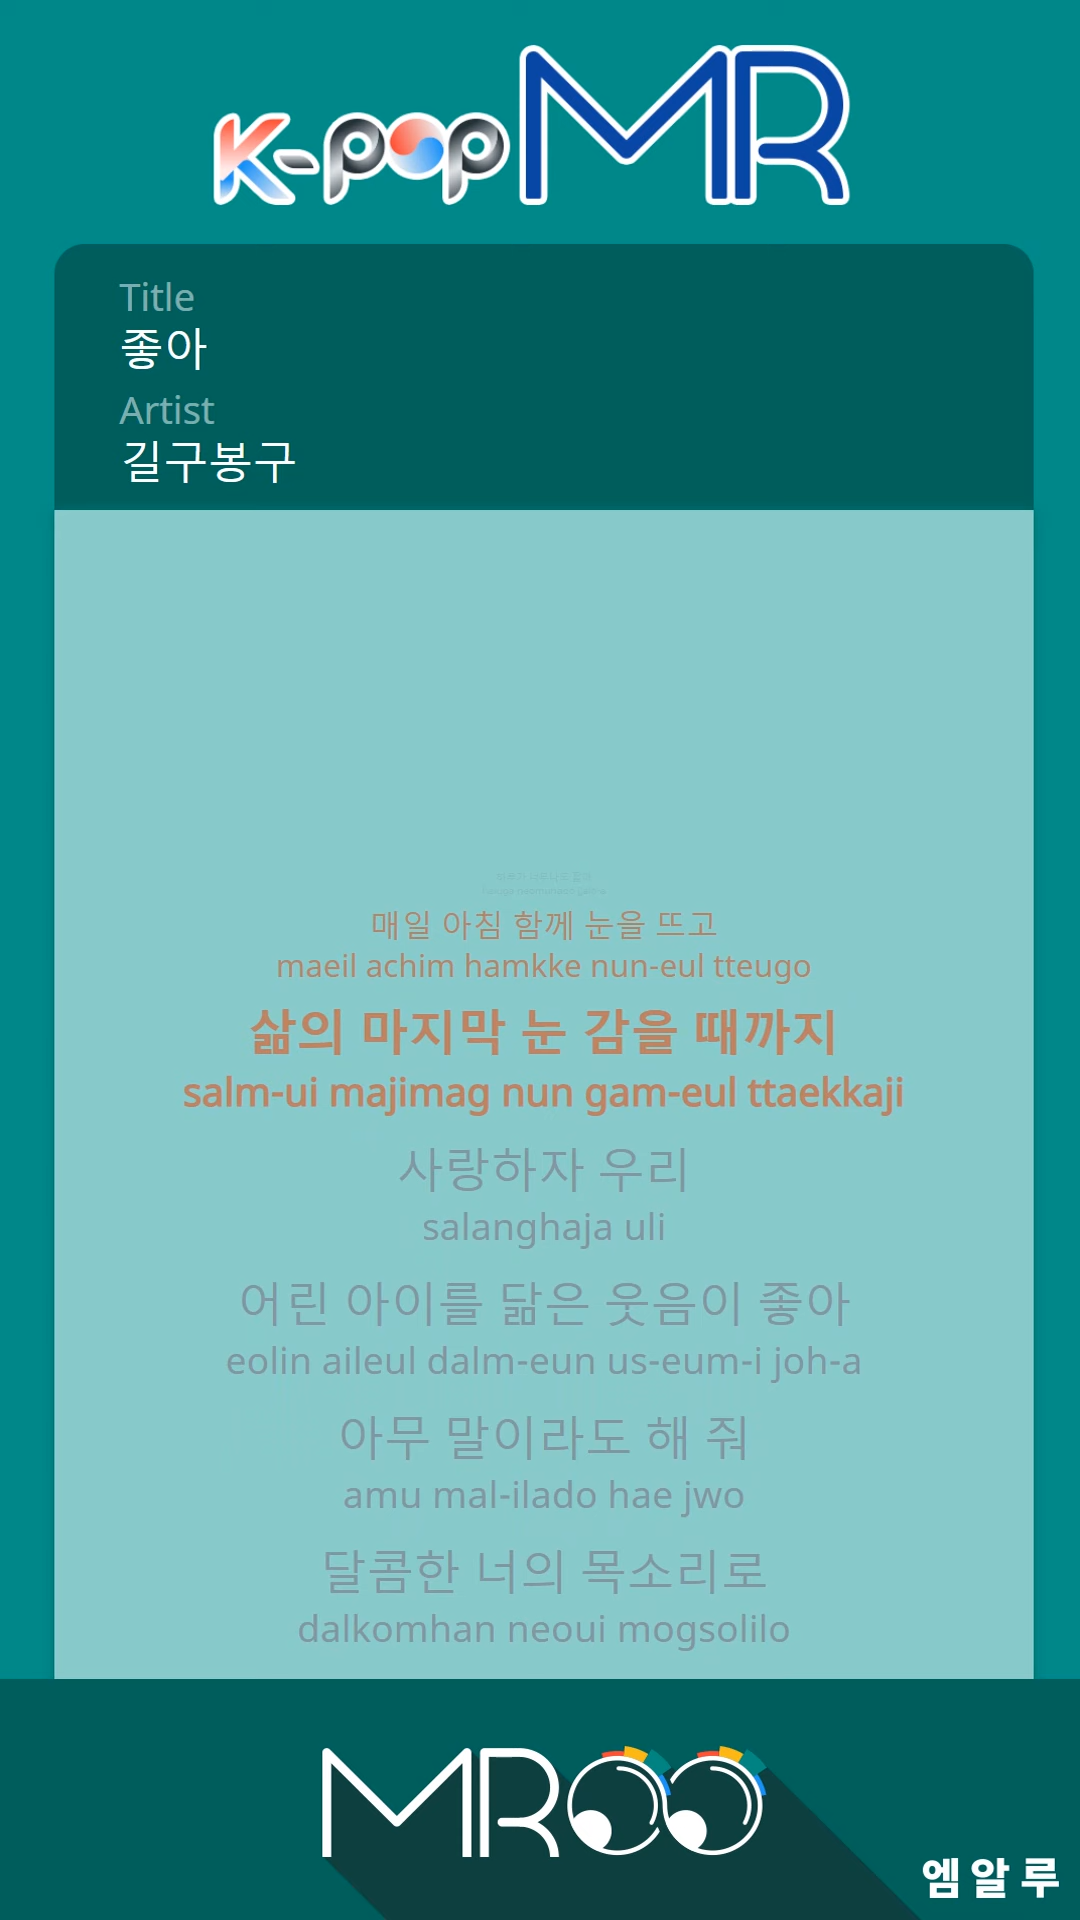 K-pop MR
Title
좋아
Artist
길구봉구
매일 아침 함께 눈을 뜨고
maeil achim hamkke nun-eul tteugo
삶의 마지막 눈 감을 때까지
salm-ui majimag nun gam-eul ttaekkaji
사랑하자 우리
salanghaja uli
어린 아이를 닮은 웃음이 좋아
eolin aileul dalm-eun us-eum-i joh-a
아무 말이라도 해 줘
amu mal-ilado hae jwo
달콤한 너의 목소리로
dalkomhan neoui mogsolilo
MROO
엠알루